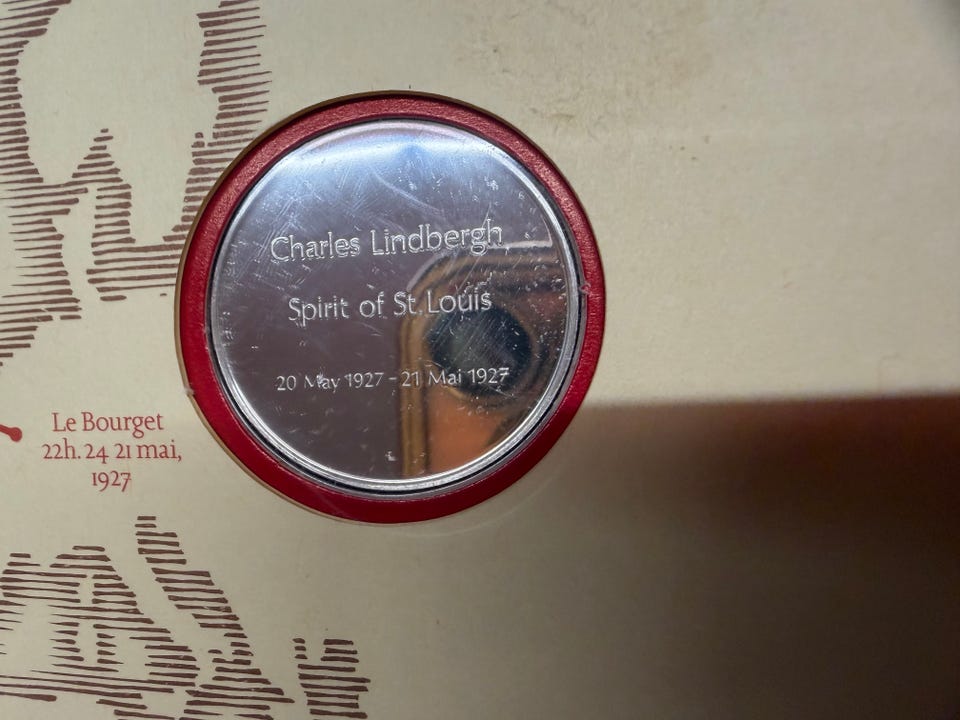 Charles Lindbergh
Spirit of St. Louis
20 May 1927 - 21 Mai 1927
Le Bourget
22h. 24 21 mai,
1927